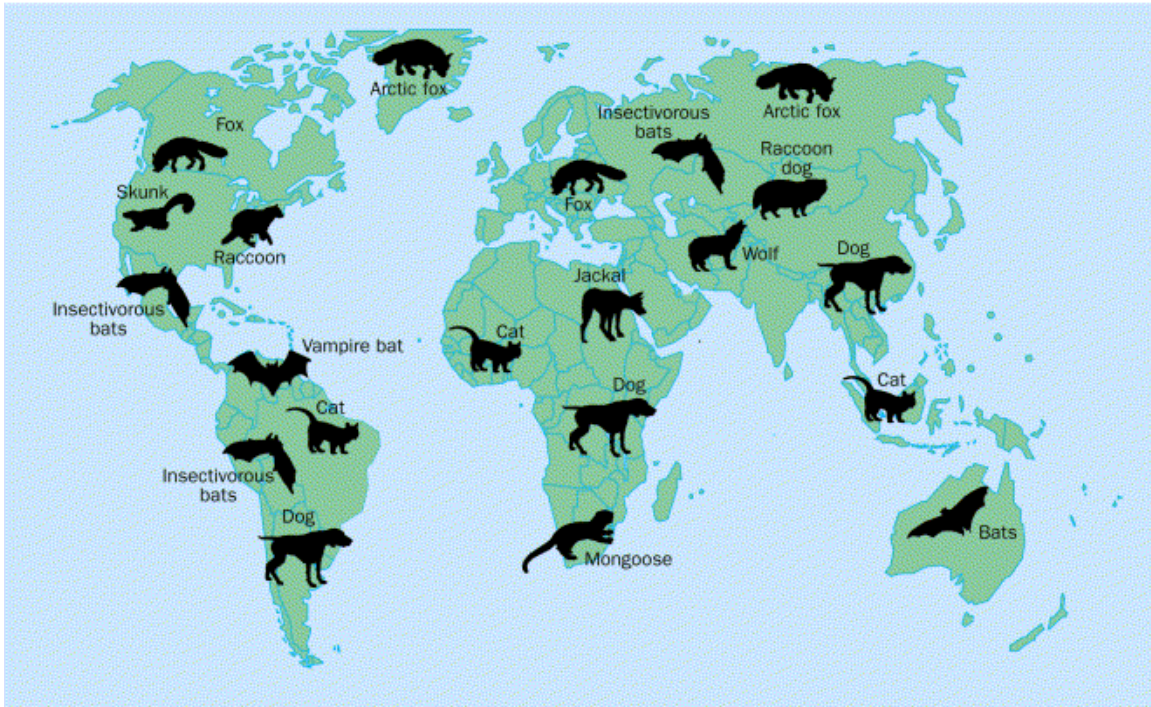 Arctic fox
Arctic fox
Insectivorous
bats
Fox
Raccoon
dog
Skunk
Fox
Raccoon
Wolf
Dog
Jackal
Insectivorous
bats
Cat
Vampire bat
Cat
Dog
Cat
Insectivorous
bats
Dog
Bats
Mongoose